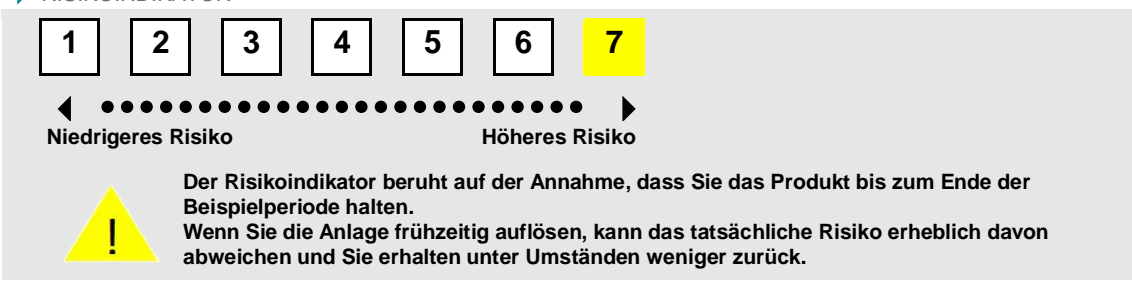 1 2 3 4 5 6 7
Niedrigeres Risiko Höheres Risiko
Der Risikoindikator beruht auf der Annahme, dass Sie das Produkt bis zum Ende der
Beispielperiode halten.
Wenn Sie die Anlage frühzeitig auflösen, kann das tatsächliche Risiko erheblich davon
abweichen und Sie erhalten unter Umständen weniger zurück.